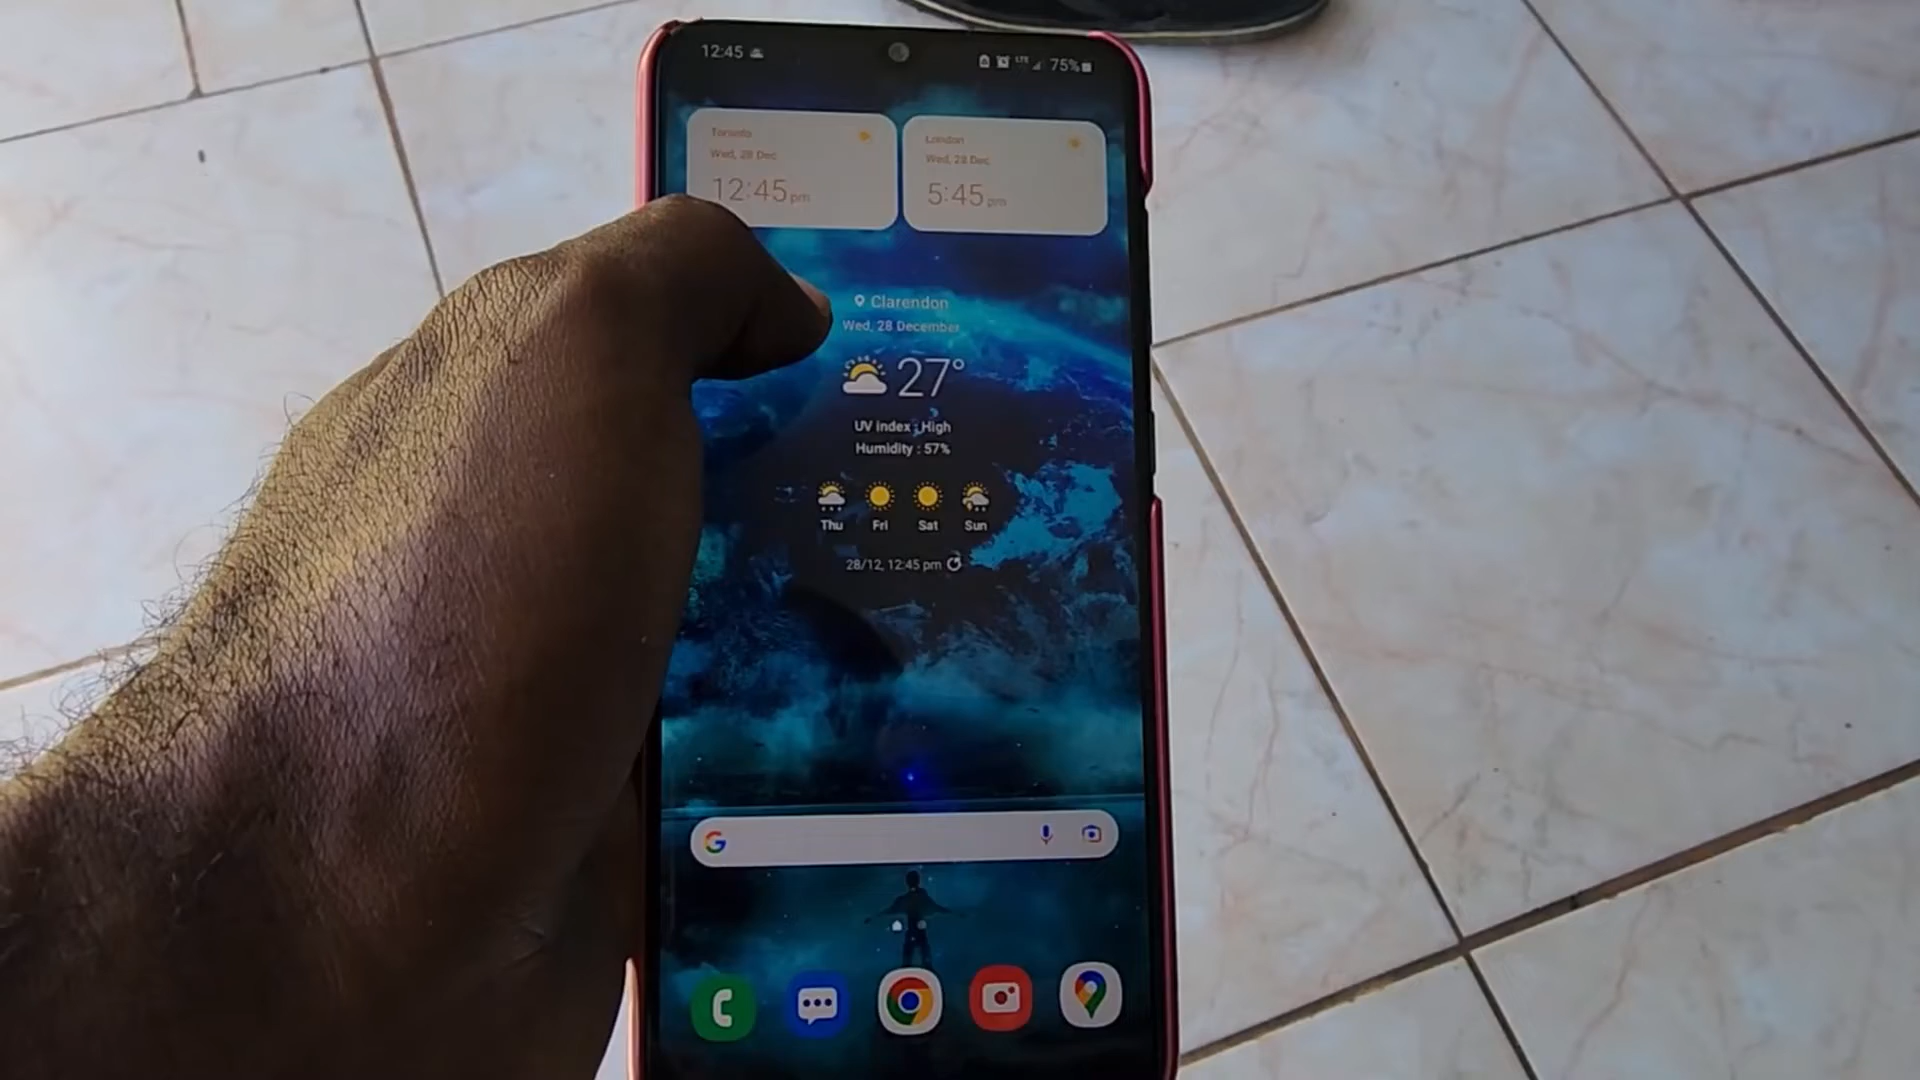 12:45
LTE 75%
Toronto
Wed, 28 Dec
12:45 pm
London
Wed, 28 Dec
5:45 pm
Clarendon
Wed, 28 December
27°
UV index : High
Humidity : 57%
Thu Fri Sat Sun
28/12, 12:45 pm
G